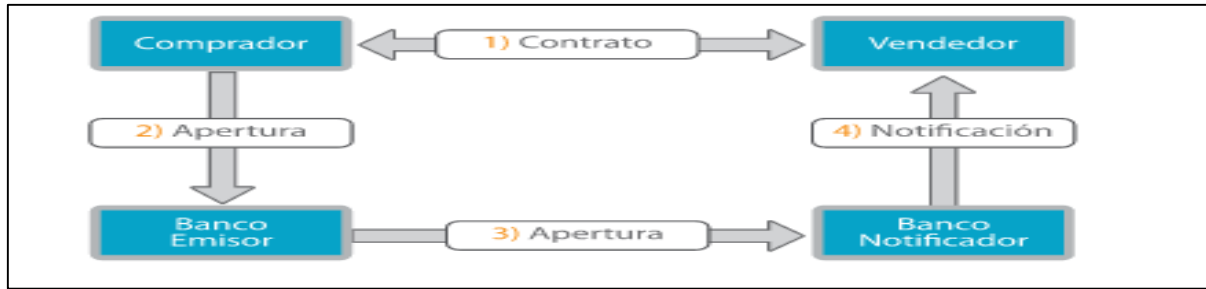 Comprador
1) Contrato
Vendedor
2) Apertura
4) Notificación
Banco
Emisor
3) Apertura
Banco
Notificador